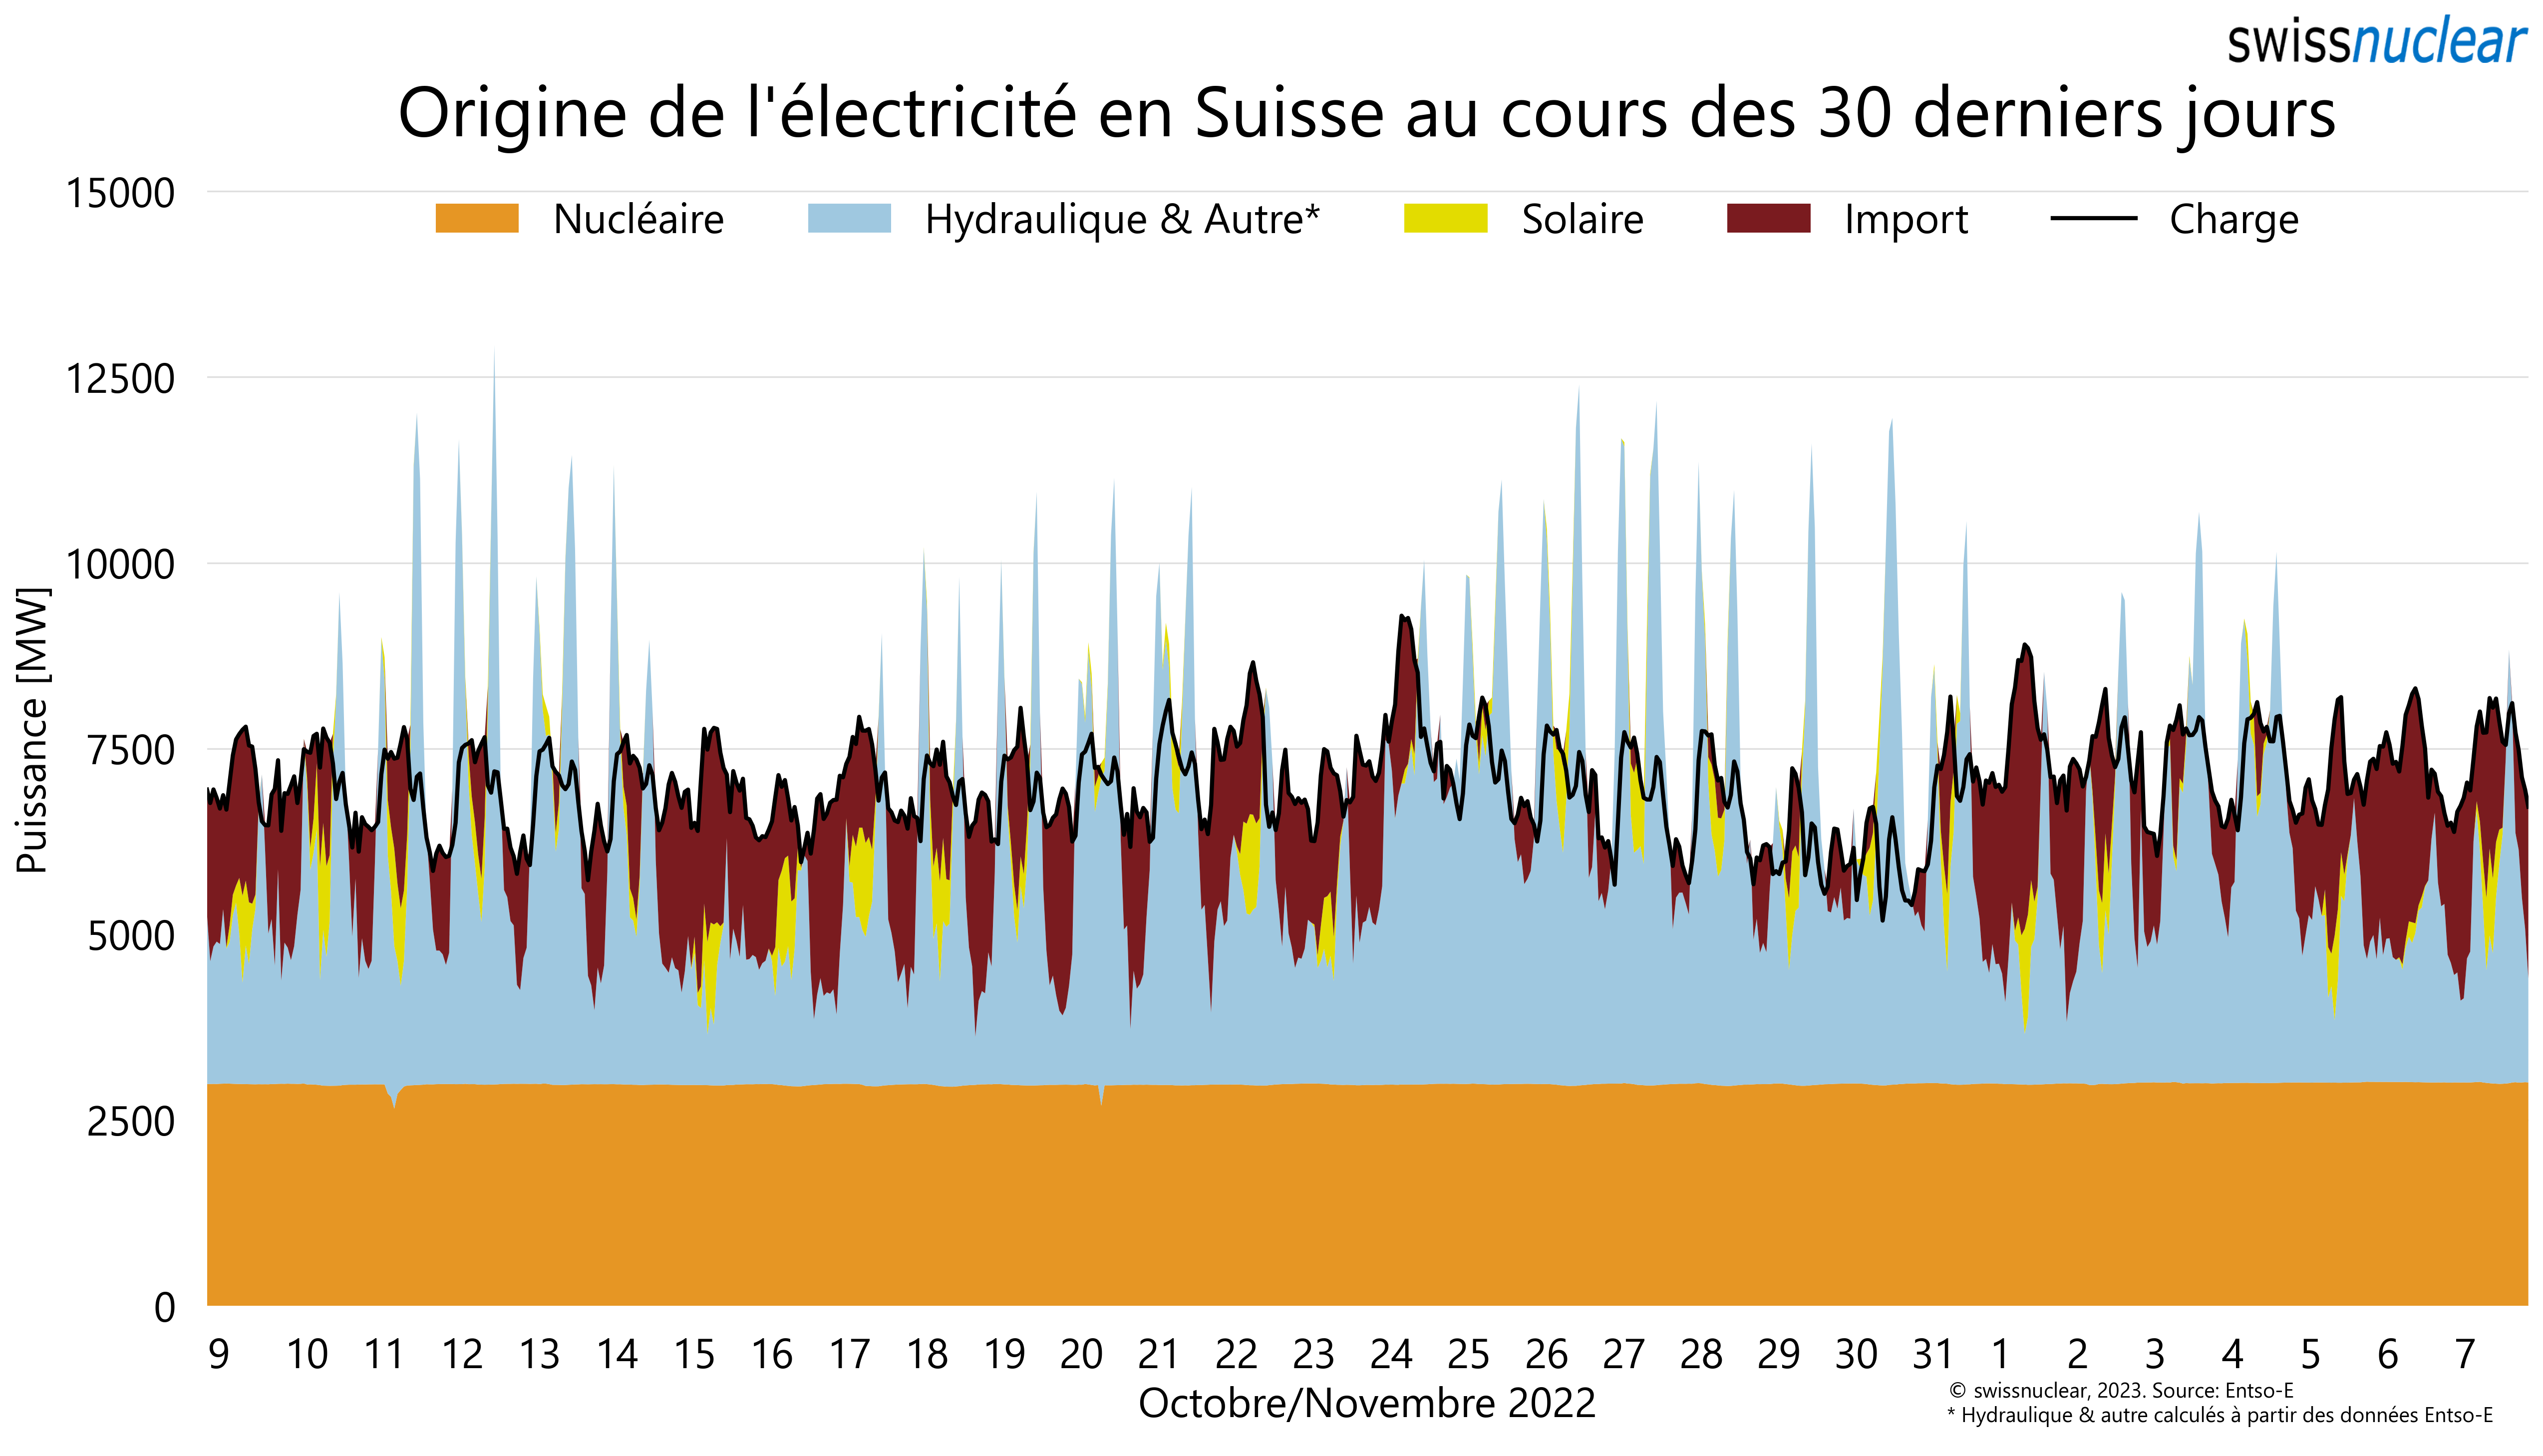 swissnuclear
Origine de l'électricité en Suisse au cours des 30 derniers jours
15000
Nucléaire Hydraulique & Autre* Solaire Import Charge
12500
10000
7500
5000
2500
0
Puissance [MW]
9 10 11 12 13 14 15 16 17 18 19 20 21 22 23 24 25 26 27 28 29 30 31 1 2 3 4 5 6 7
Octobre/Novembre 2022
© swissnuclear, 2023. Source: Entso-E
* Hydraulique & autre calculés à partir des données Entso-E